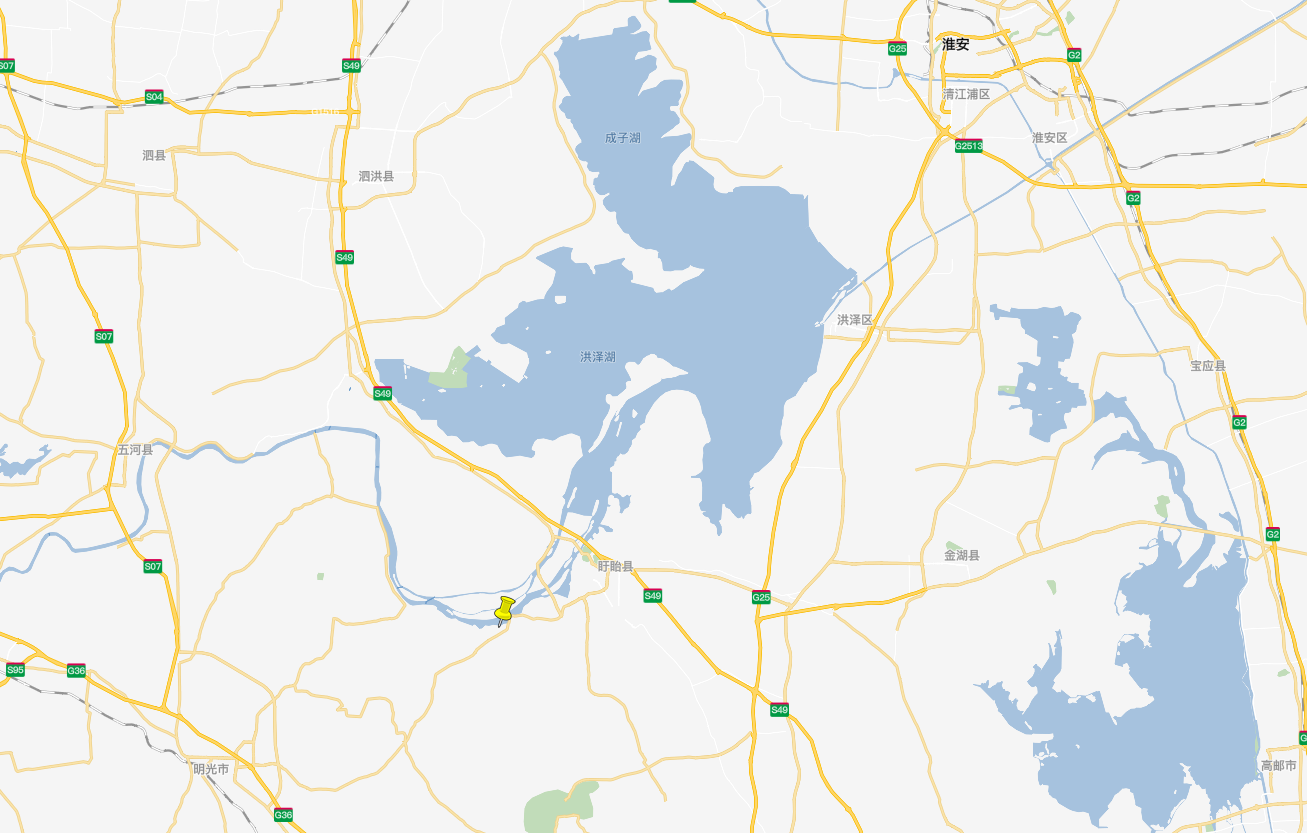 G25
淮安
S07
S49
G2
S04
清江浦区
成子湖
淮安区
G2513
泗县
泗洪县
G2
S49
洪泽区
S07
洪泽湖
宝应县
S49
G2
五河县
G2
金湖县
S07
盱眙县
S49
G25
S95
G36
S49
高邮市
明光市
G36